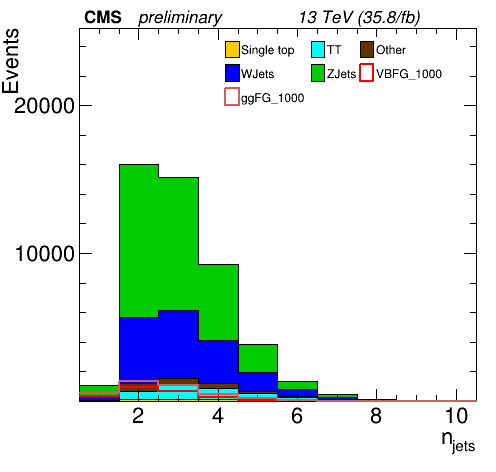 CMS preliminary 13 TeV (35.8/fb)
Events
Single top TT Other
WJets ZJets VBFG_1000
ggFG_1000
20000
10000
2 4 6 8 10
n_jets